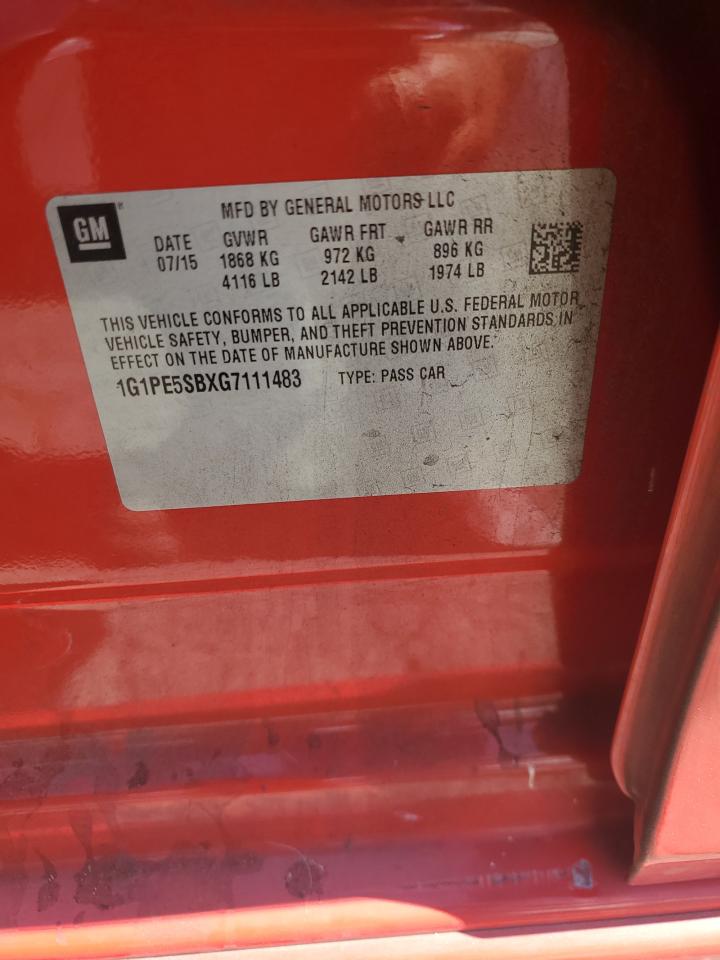 MFD BY GENERAL MOTORS LLC
GM®
DATE GVWR GAWR FRT GAWR RR
07/15 1868 KG 972 KG 896 KG
4116 LB 2142 LB 1974 LB
THIS VEHICLE CONFORMS TO ALL APPLICABLE U.S. FEDERAL MOTOR
VEHICLE SAFETY, BUMPER, AND THEFT PREVENTION STANDARDS IN
EFFECT ON THE DATE OF MANUFACTURE SHOWN ABOVE.
1G1PE5SBXG7111483 TYPE: PASS CAR